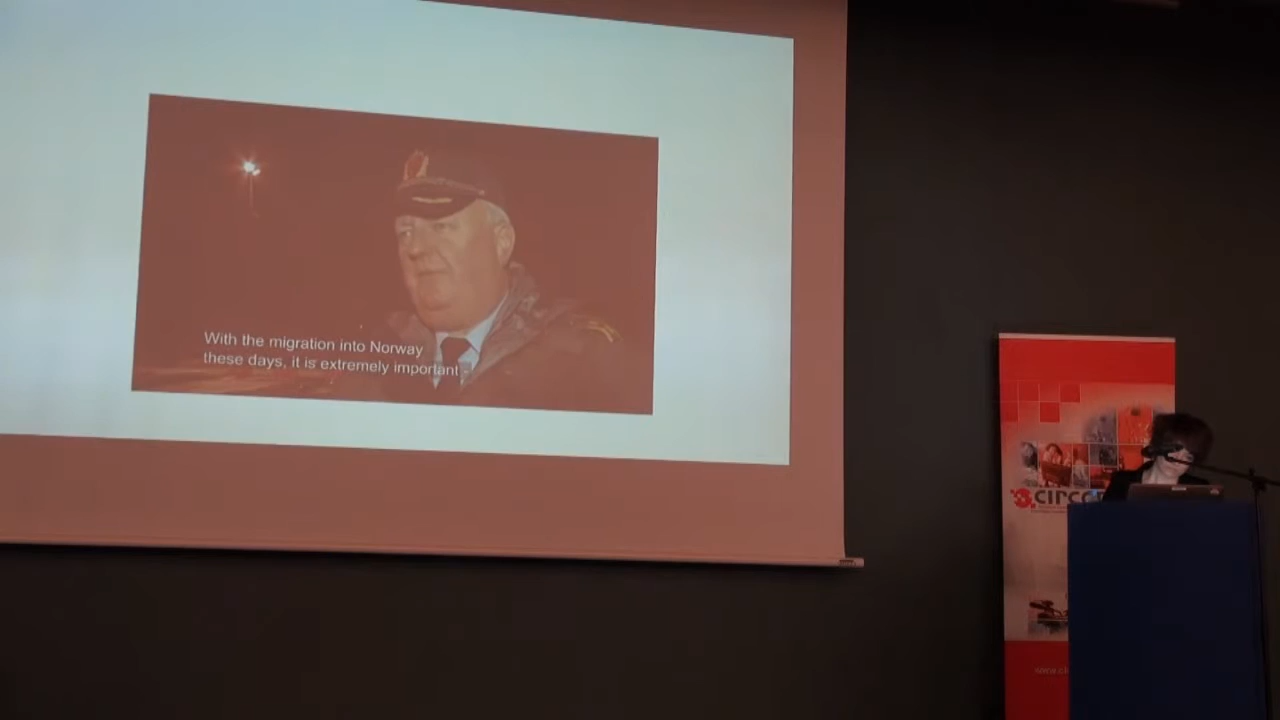 With the migration into Norway
these days, it is extremely important -